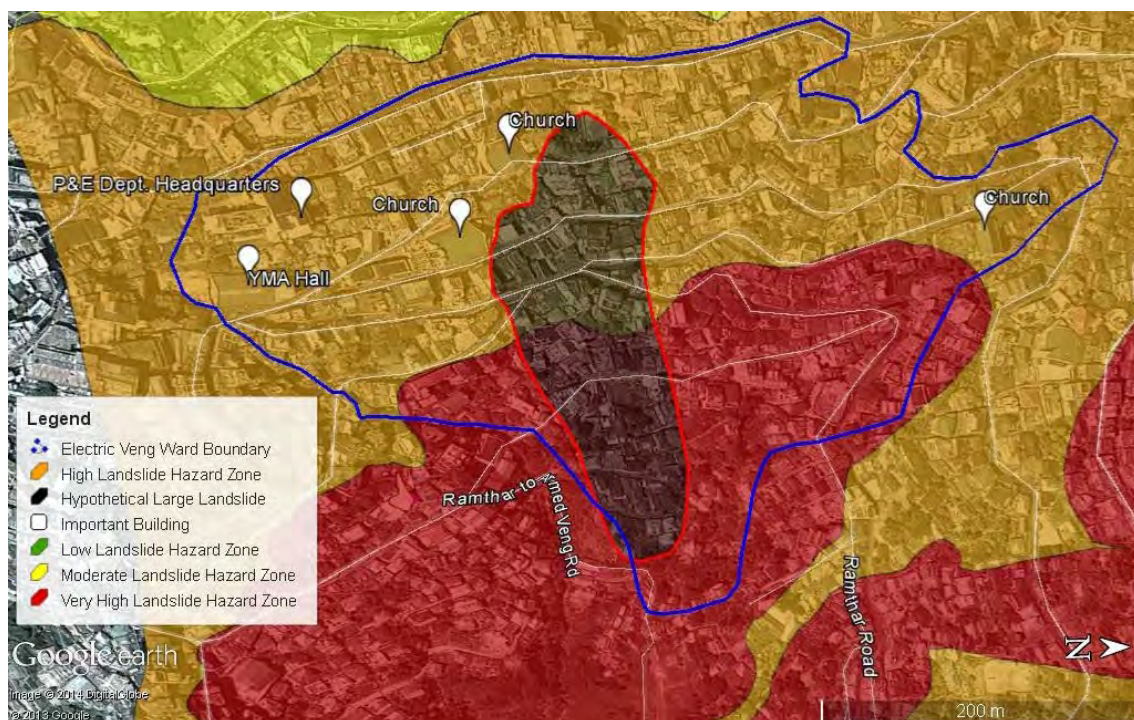 Church
P&E Dept. Headquarters
Church
Church
YMA Hall
Legend
Electric Veng Ward Boundary
High Landslide Hazard Zone
Hypothetical Large Landslide
Important Building
Low Landslide Hazard Zone
Moderate Landslide Hazard Zone
Very High Landslide Hazard Zone
Ramthar to
Veng Rd
Ramthar Road
Google earth
Image © 2014 DigitalGlobe
© 2013 Google
N
200 m